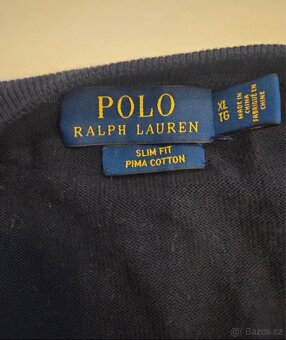 POLO
RALPH LAUREN
SLIM FIT
PIMA COTTON
XL
TG
MADE IN
CHINA
FABRIQUÉ EN
CHINE
Bazos.cz